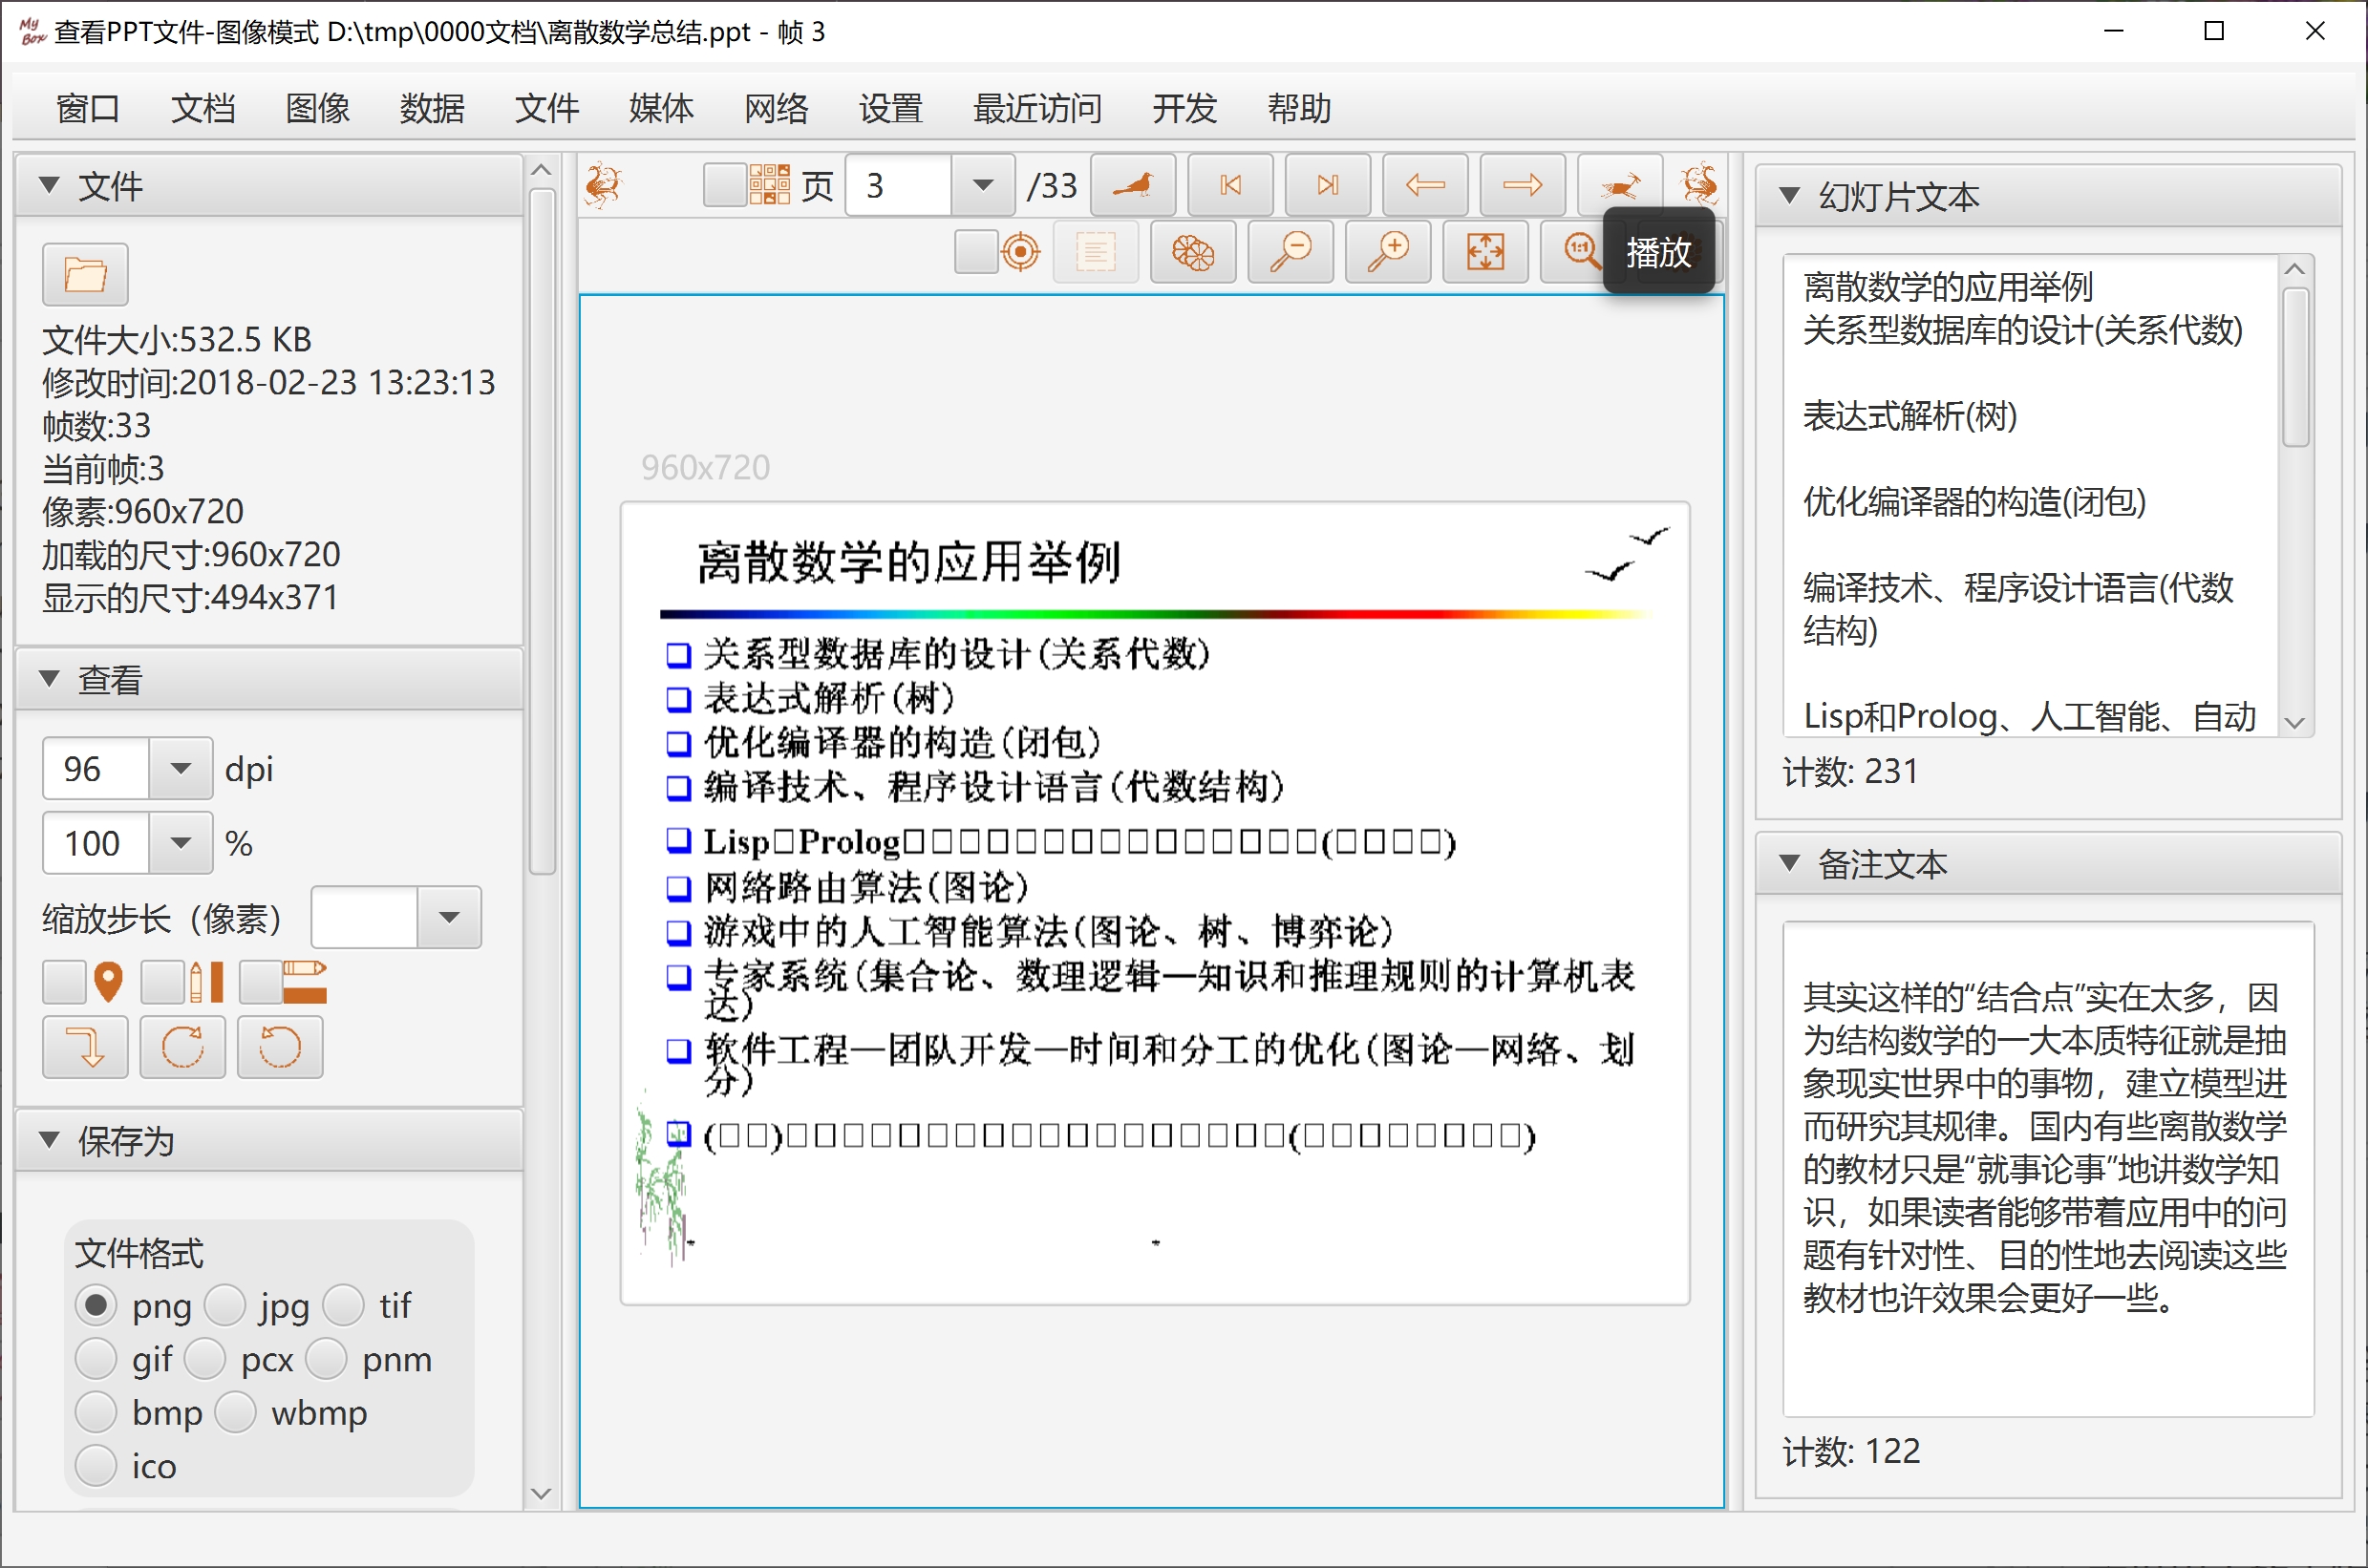 My Box 查看PPT文件-图像模式 D:\tmp\0000文档\离散数学总结.ppt - 帧 3
窗口 文档 图像 数据 文件 媒体 网络 设置 最近访问 开发 帮助
文件
文件大小:532.5 KB
修改时间:2018-02-23 13:23:13
帧数:33
当前帧:3
像素:960x720
加载的尺寸:960x720
显示的尺寸:494x371
查看
96 dpi
100 %
缩放步长（像素）
保存为
文件格式
png jpg tif
gif pcx pnm
bmp wbmp
ico
页 3 /33
1:1
播放
960x720
离散数学的应用举例
关系型数据库的设计(关系代数)
表达式解析(树)
优化编译器的构造(闭包)
编译技术、程序设计语言(代数结构)
Lisp□Prolog□□□□□□□□□□□□□□□(□□□□)
网络路由算法(图论)
游戏中的人工智能算法(图论、树、博弈论)
专家系统(集合论、数理逻辑—知识和推理规则的计算机表
达)
软件工程—团队开发—时间和分工的优化(图论—网络、划
分)
(□□)□□□□□□□□□□□□□□□□□□(□□□□□□□□)
幻灯片文本
离散数学的应用举例
关系型数据库的设计(关系代数)
表达式解析(树)
优化编译器的构造(闭包)
编译技术、程序设计语言(代数
结构)
Lisp和Prolog、人工智能、自动
计数: 231
备注文本
其实这样的“结合点”实在太多，因
为结构数学的一大本质特征就是抽
象现实世界中的事物，建立模型进
而研究其规律。国内有些离散数学
的教材只是“就事论事”地讲数学知
识，如果读者能够带着应用中的问
题有针对性、目的性地去阅读这些
教材也许效果会更好一些。
计数: 122